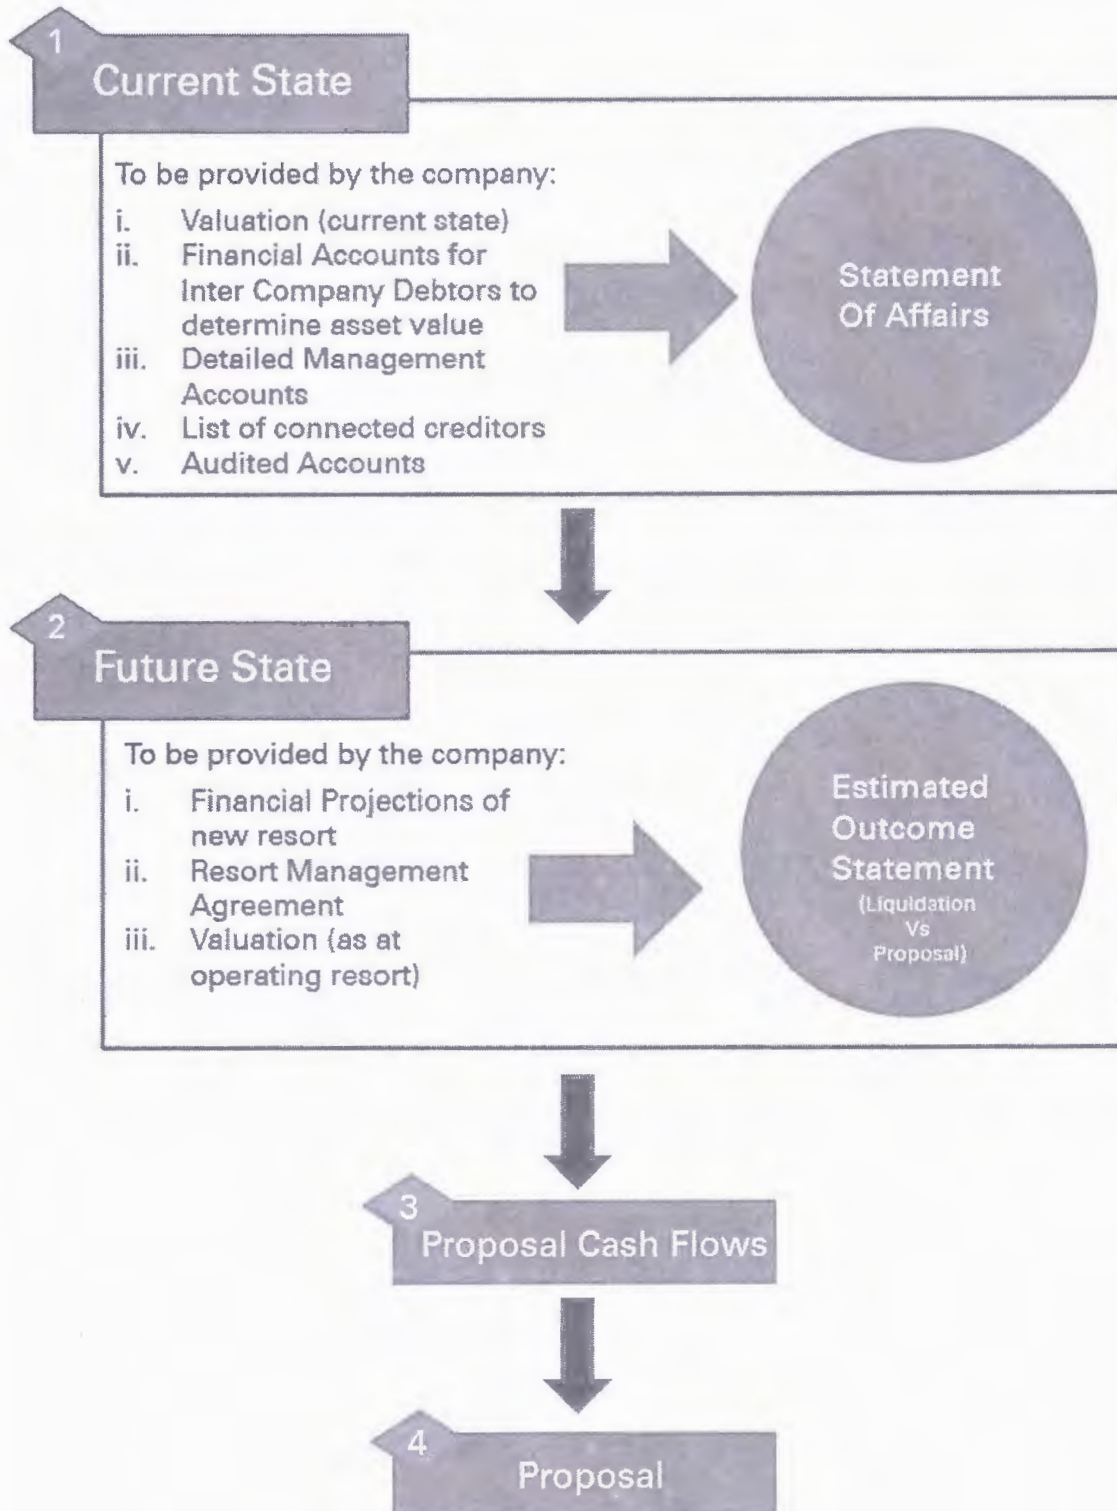 1
Current State
To be provided by the company:
i. Valuation (current state)
ii. Financial Accounts for
Inter Company Debtors to
determine asset value
iii. Detailed Management
Accounts
iv. List of connected creditors
v. Audited Accounts
Statement
Of Affairs
2
Future State
To be provided by the company:
i. Financial Projections of
new resort
ii. Resort Management
Agreement
iii. Valuation (as at
operating resort)
Estimated
Outcome
Statement
(Liquidation
Vs
Proposal)
3
Proposal Cash Flows
4
Proposal